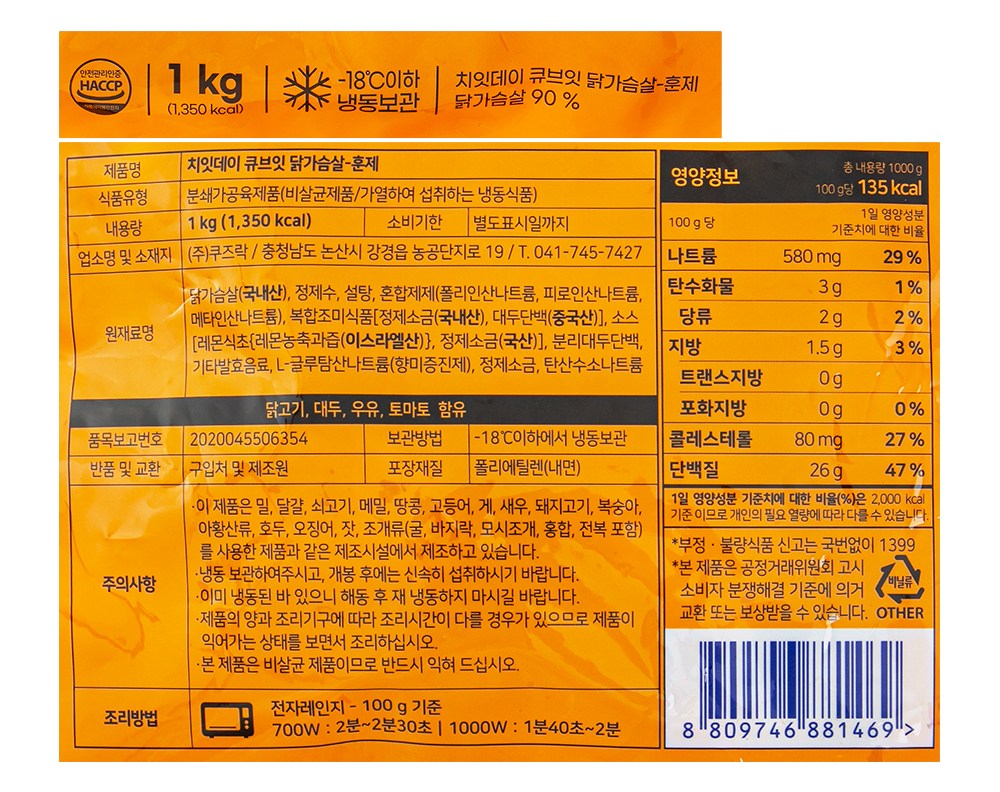 안전관리인증
HACCP
1 kg
(1,350 kcal)
-18℃이하
냉동보관
치잇데이 큐브잇 닭가슴살-훈제
닭가슴살 90 %
제품명 치잇데이 큐브잇 닭가슴살-훈제
식품유형 분쇄가공육제품(비살균제품/가열하여 섭취하는 냉동식품)
내용량 1 kg (1,350 kcal) 소비기한 별도표시일까지
업소명 및 소재지 (주)쿠즈락 / 충청남도 논산시 강경읍 농공단지로 19 / T. 041-745-7427
원재료명
닭가슴살(국내산), 정제수, 설탕, 혼합제제(폴리인산나트륨, 피로인산나트륨,
메타인산나트륨), 복합조미식품[정제소금(국내산), 대두단백(중국산)], 소스
[레몬식초{레몬농축과즙(이스라엘산)}, 정제소금(국산)], 분리대두단백,
기타발효음료, L-글루탐산나트륨(향미증진제), 정제소금, 탄산수소나트륨
닭고기, 대두, 우유, 토마토 함유
품목보고번호 2020045506354 보관방법 -18℃이하에서 냉동보관
반품 및 교환 구입처 및 제조원 포장재질 폴리에틸렌(내면)
주의사항
·이 제품은 밀, 달걀, 쇠고기, 메밀, 땅콩, 고등어, 게, 새우, 돼지고기, 복숭아,
아황산류, 호두, 오징어, 잣, 조개류(굴, 바지락, 모시조개, 홍합, 전복 포함)
를 사용한 제품과 같은 제조시설에서 제조하고 있습니다.
·냉동 보관하여주시고, 개봉 후에는 신속히 섭취하시기 바랍니다.
·이미 냉동된 바 있으니 해동 후 재 냉동하지 마시길 바랍니다.
·제품의 양과 조리기구에 따라 조리시간이 다를 경우가 있으므로 제품이
익어가는 상태를 보면서 조리하십시오.
·본 제품은 비살균 제품이므로 반드시 익혀 드십시오.
조리방법
전자레인지 - 100 g 기준
700W : 2분~2분30초 | 1000W : 1분40초~2분
영양정보
총 내용량 1000 g
100 g당 135 kcal
100 g 당
1일 영양성분
기준치에 대한 비율
나트륨 580 mg 29 %
탄수화물 3 g 1 %
당류 2 g 2 %
지방 1.5 g 3 %
트랜스지방 0 g
포화지방 0 g 0 %
콜레스테롤 80 mg 27 %
단백질 26 g 47 %
1일 영양성분 기준치에 대한 비율(%)은 2,000 kcal
기준 이므로 개인의 필요 열량에 따라 다를 수 있습니다.
*부정 · 불량식품 신고는 국번없이 1399
*본 제품은 공정거래위원회 고시
소비자 분쟁해결 기준에 의거
교환 또는 보상받을 수 있습니다.
비닐류
OTHER
8 809746 881469 >